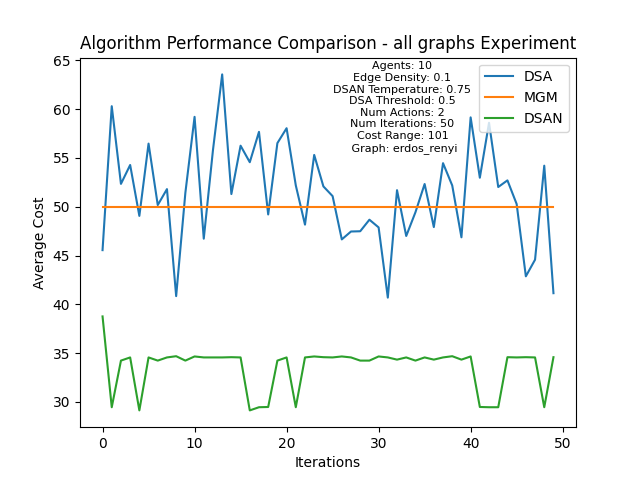 Algorithm Performance Comparison - all graphs Experiment
Agents: 10
Edge Density: 0.1
DSAN Temperature: 0.75
DSA Threshold: 0.5
Num Actions: 2
Num Iterations: 50
Cost Range: 101
Graph: erdos_renyi
DSA
MGM
DSAN
Average Cost
65
60
55
50
45
40
35
30
0
10
20
30
40
50
Iterations